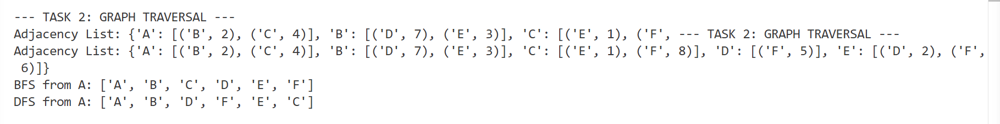 --- TASK 2: GRAPH TRAVERSAL ---
Adjacency List: {'A': [('B', 2), ('C', 4)], 'B': [('D', 7), ('E', 3)], 'C': [('E', 1), ('F', --- TASK 2: GRAPH TRAVERSAL ---
Adjacency List: {'A': [('B', 2), ('C', 4)], 'B': [('D', 7), ('E', 3)], 'C': [('E', 1), ('F', 8)], 'D': [('F', 5)], 'E': [('D', 2), ('F',
6)]}
BFS from A: ['A', 'B', 'C', 'D', 'E', 'F']
DFS from A: ['A', 'B', 'D', 'F', 'E', 'C']